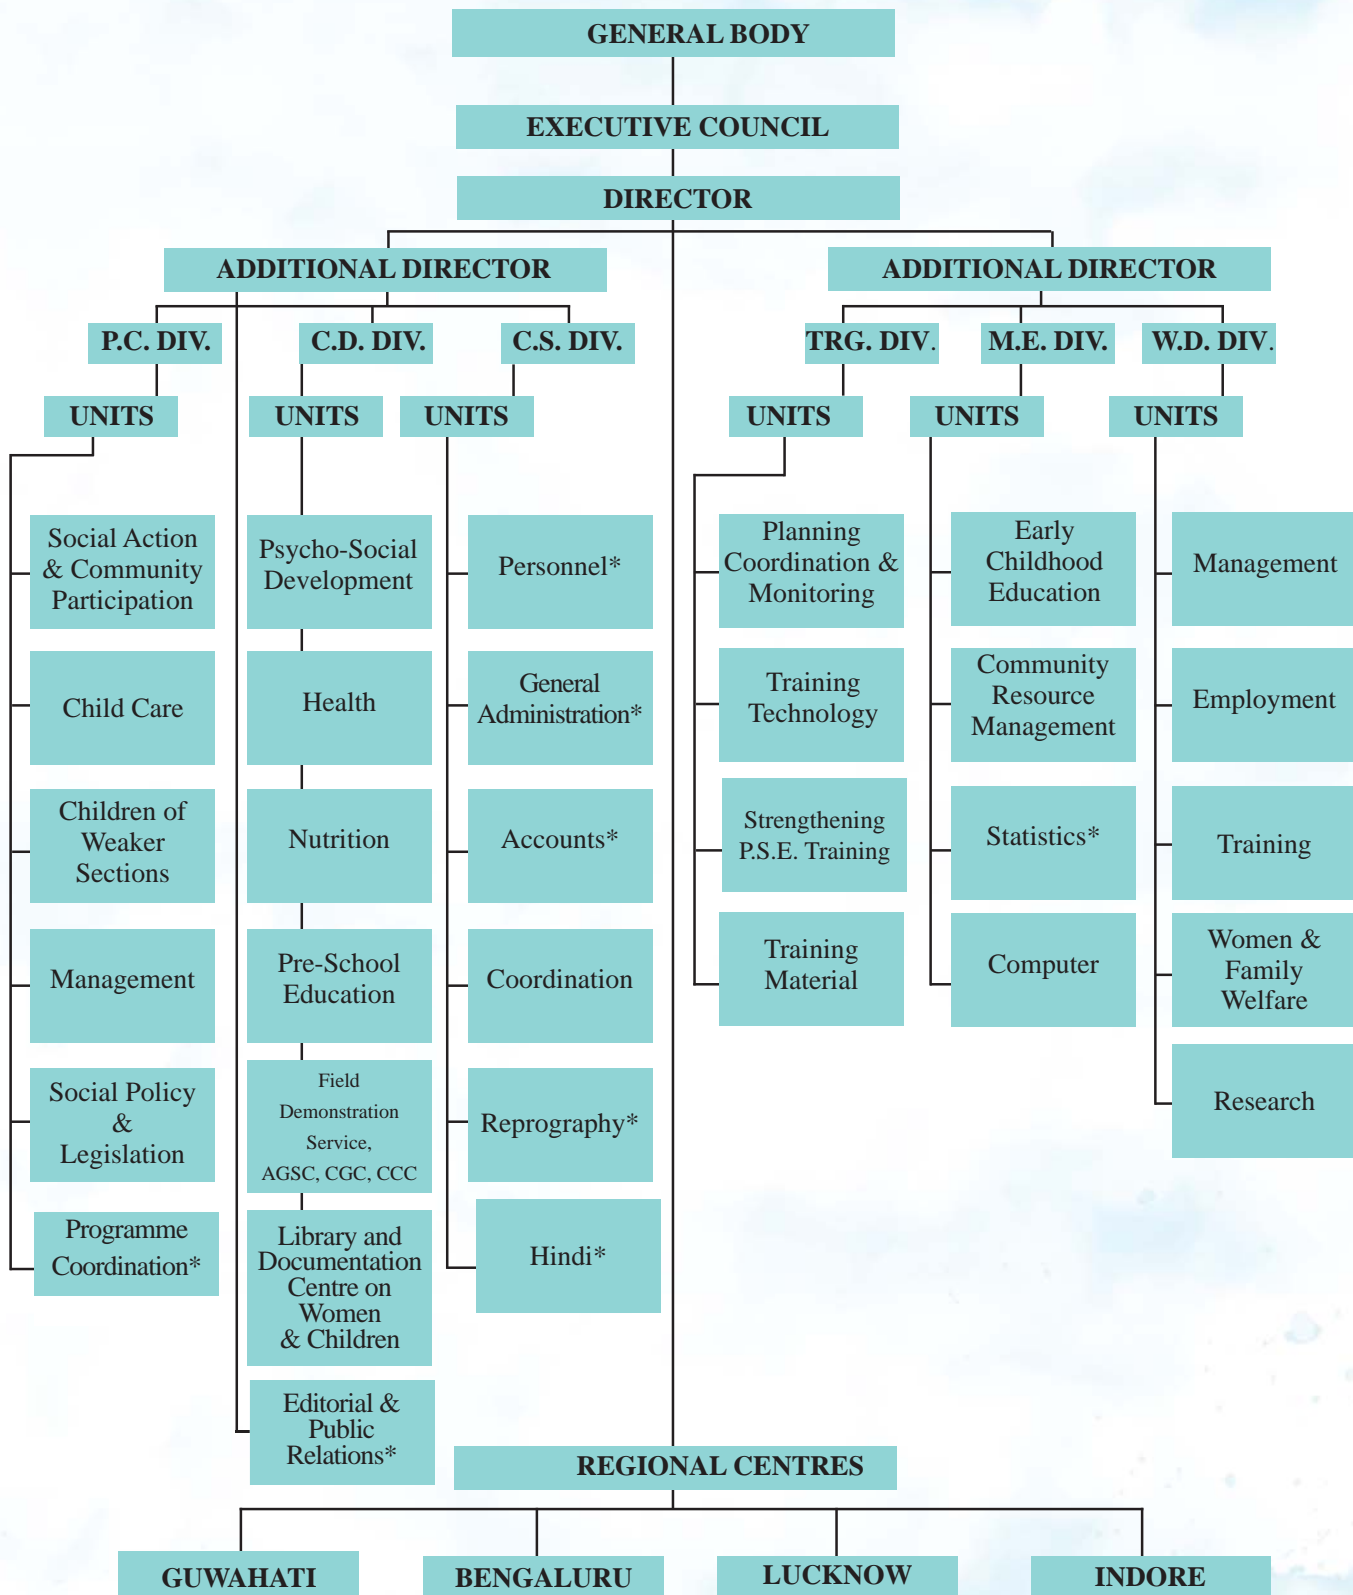 GENERAL BODY
EXECUTIVE COUNCIL
DIRECTOR
ADDITIONAL DIRECTOR
ADDITIONAL DIRECTOR
P.C. DIV.
C.D. DIV.
C.S. DIV.
TRG. DIV.
M.E. DIV.
W.D. DIV.
UNITS
UNITS
UNITS
UNITS
UNITS
UNITS
Social Action
& Community
Participation
Child Care
Children of
Weaker
Sections
Management
Social Policy
&
Legislation
Programme
Coordination*
Psycho-Social
Development
Health
Nutrition
Pre-School
Education
Field
Demonstration
Service,
AGSC, CGC, CCC
Library and
Documentation
Centre on
Women
& Children
Editorial &
Public
Relations*
Personnel*
General
Administration*
Accounts*
Coordination
Reprography*
Hindi*
Planning
Coordination &
Monitoring
Training
Technology
Strengthening
P.S.E. Training
Training
Material
Early
Childhood
Education
Community
Resource
Management
Statistics*
Computer
Management
Employment
Training
Women &
Family
Welfare
Research
REGIONAL CENTRES
GUWAHATI
BENGALURU
LUCKNOW
INDORE